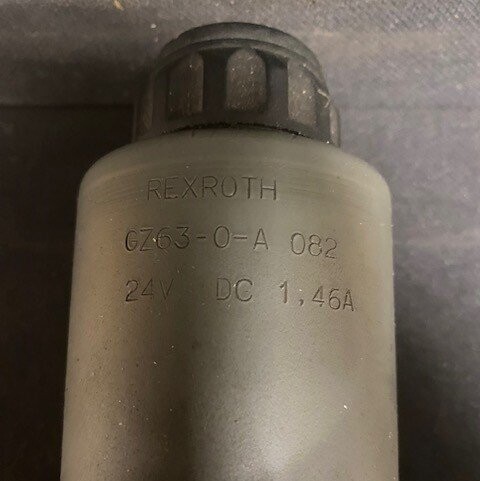 REXROTH
GZ63-0-A 082
24V DC 1,46A